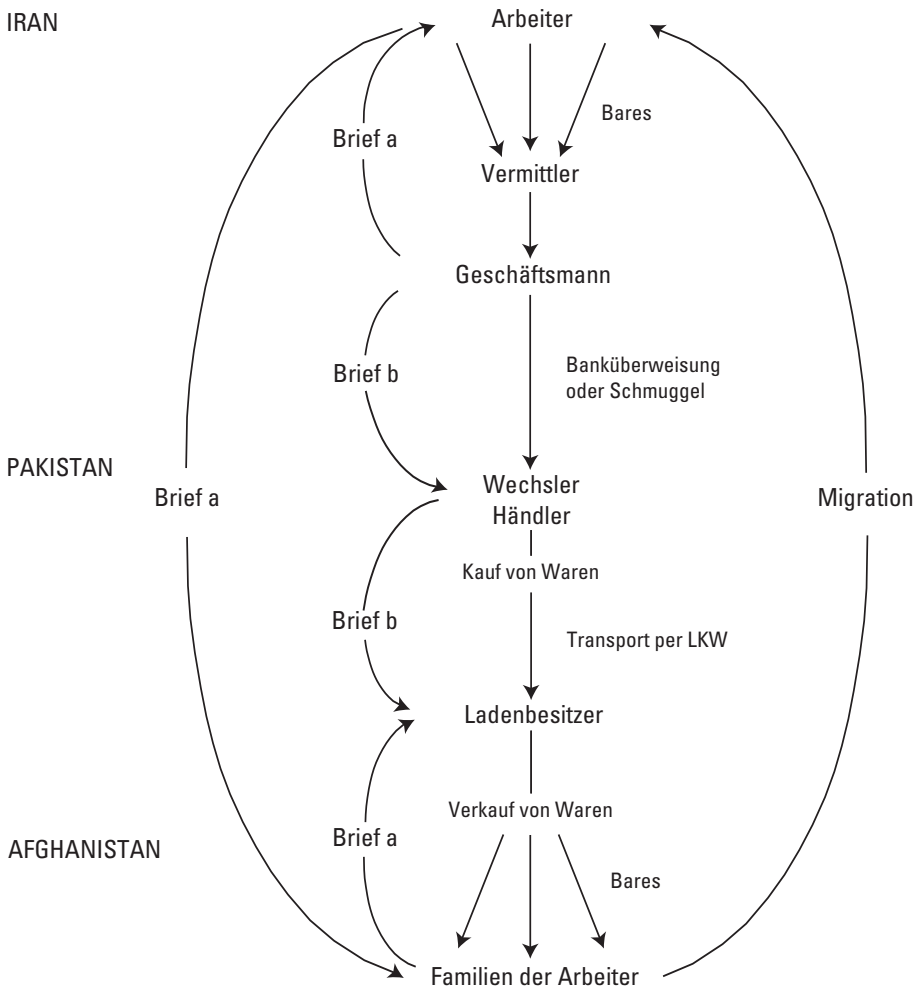 IRAN
Arbeiter
Bares
Brief a
Vermittler
Geschäftsmann
Brief b
Banküberweisung
oder Schmuggel
PAKISTAN
Brief a
Wechsler
Händler
Migration
Kauf von Waren
Brief b
Transport per LKW
Ladenbesitzer
Verkauf von Waren
Brief a
AFGHANISTAN
Bares
Familien der Arbeiter